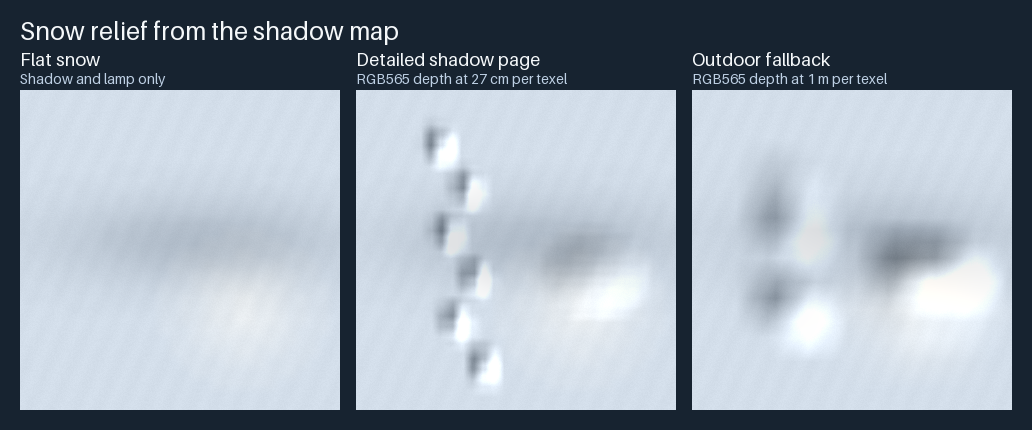 Snow relief from the shadow map
Flat snow
Shadow and lamp only
Detailed shadow page
RGB565 depth at 27 cm per texel
Outdoor fallback
RGB565 depth at 1 m per texel